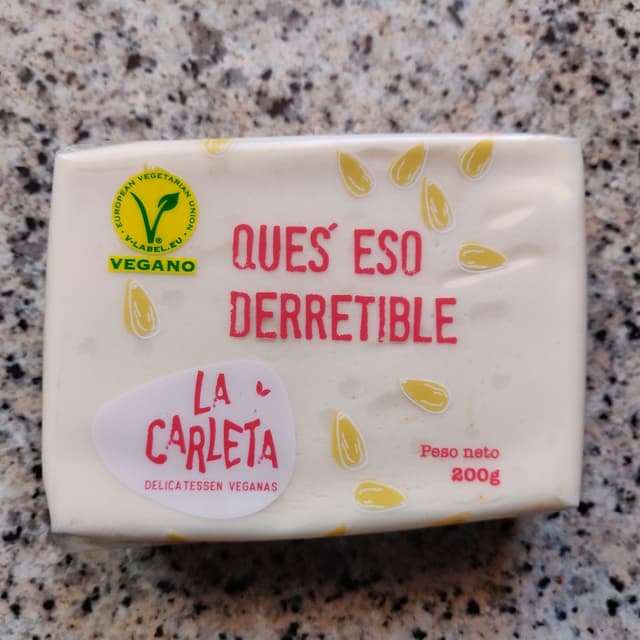 EUROPEAN VEGETARIAN UNION
V-LABEL.EU
VEGANO
QUES´ ESO
DERRETIBLE
LA
CARLETA
DELICATESSEN VEGANAS
Peso neto
200g